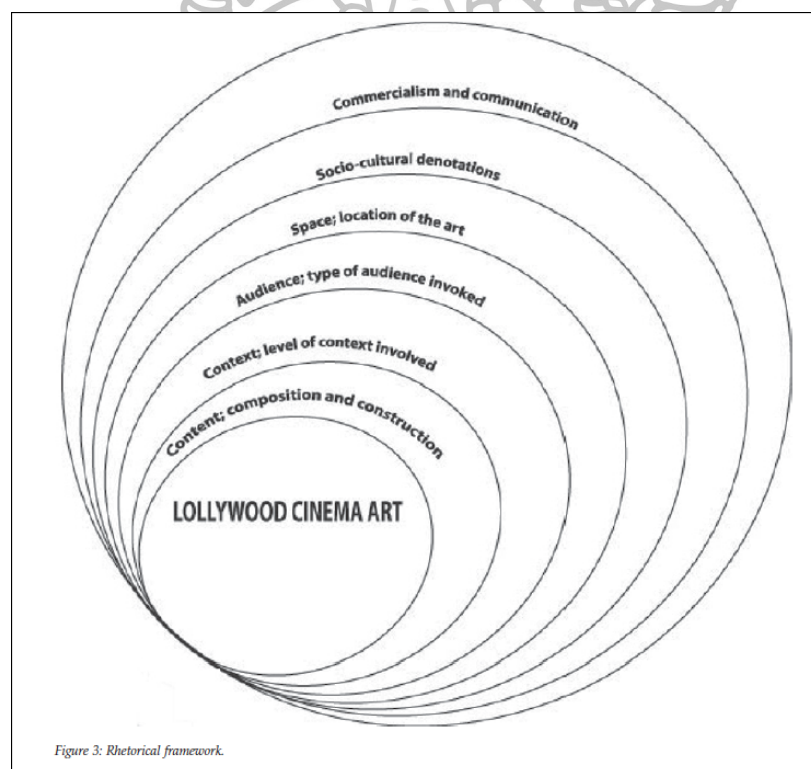 Commercialism and communication
Socio-cultural denotations
Space; location of the art
Audience; type of audience invoked
Context; level of context involved
Content; composition and construction
LOLLYWOOD CINEMA ART
Figure 3: Rhetorical framework.